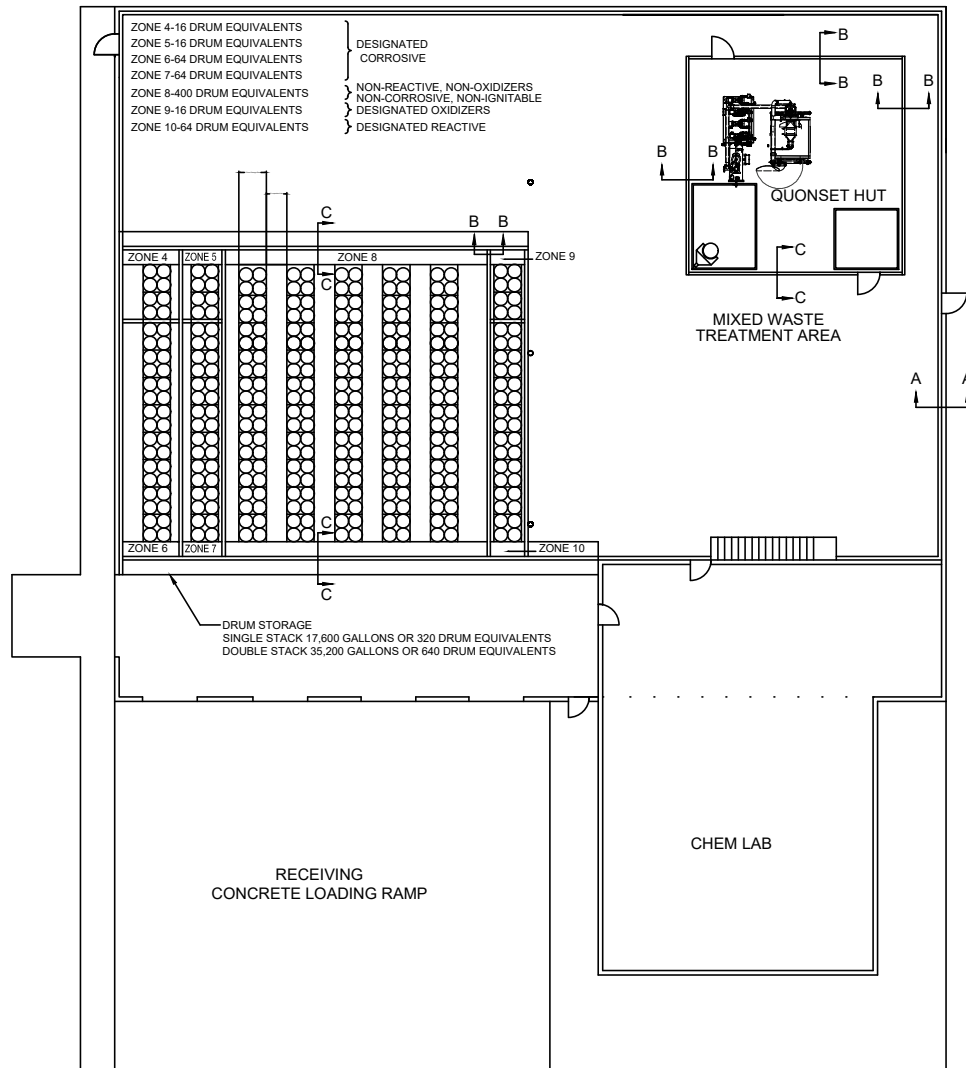 ZONE 4-16 DRUM EQUIVALENTS
ZONE 5-16 DRUM EQUIVALENTS
ZONE 6-64 DRUM EQUIVALENTS
ZONE 7-64 DRUM EQUIVALENTS
DESIGNATED
CORROSIVE
ZONE 8-400 DRUM EQUIVALENTS
NON-REACTIVE, NON-OXIDIZERS
NON-CORROSIVE, NON-IGNITABLE
ZONE 9-16 DRUM EQUIVALENTS
DESIGNATED OXIDIZERS
ZONE 10-64 DRUM EQUIVALENTS
DESIGNATED REACTIVE
B
B
B B
B B
QUONSET HUT
C
C
MIXED WASTE
TREATMENT AREA
A A
C
C
B B
ZONE 4
ZONE 5
ZONE 8
ZONE 9
C
C
ZONE 6
ZONE 7
ZONE 10
DRUM STORAGE
SINGLE STACK 17,600 GALLONS OR 320 DRUM EQUIVALENTS
DOUBLE STACK 35,200 GALLONS OR 640 DRUM EQUIVALENTS
CHEM LAB
RECEIVING
CONCRETE LOADING RAMP